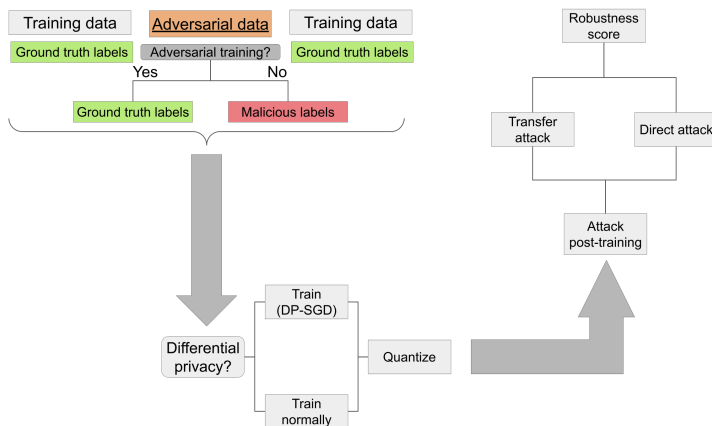 Training data
Adversarial data
Training data
Ground truth labels
Adversarial training?
Ground truth labels
Yes
No
Ground truth labels
Malicious labels
Differential
privacy?
Train
(DP-SGD)
Train
normally
Quantize
Robustness
score
Transfer
attack
Direct attack
Attack
post-training